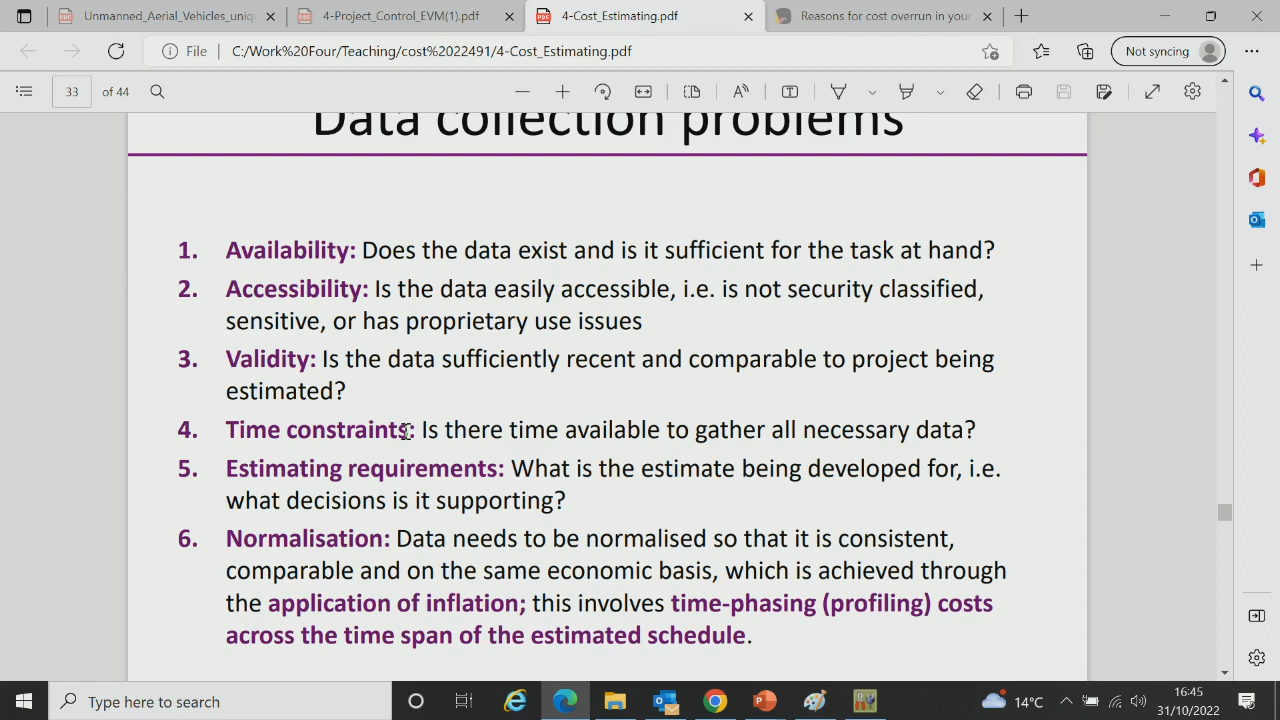 Unmanned_Aerial_Vehicles_uniq
4-Project_Control_EVM(1).pdf
4-Cost_Estimating.pdf
Reasons for cost overrun in your
File
C:/Work%20Four/Teaching/cost%2022491/4-Cost_Estimating.pdf
Not syncing
33 of 44
Data collection problems
1. Availability: Does the data exist and is it sufficient for the task at hand?
2. Accessibility: Is the data easily accessible, i.e. is not security classified,
sensitive, or has proprietary use issues
3. Validity: Is the data sufficiently recent and comparable to project being
estimated?
4. Time constraints: Is there time available to gather all necessary data?
5. Estimating requirements: What is the estimate being developed for, i.e.
what decisions is it supporting?
6. Normalisation: Data needs to be normalised so that it is consistent,
comparable and on the same economic basis, which is achieved through
the application of inflation; this involves time-phasing (profiling) costs
across the time span of the estimated schedule.
Type here to search
14°C
16:45
31/10/2022